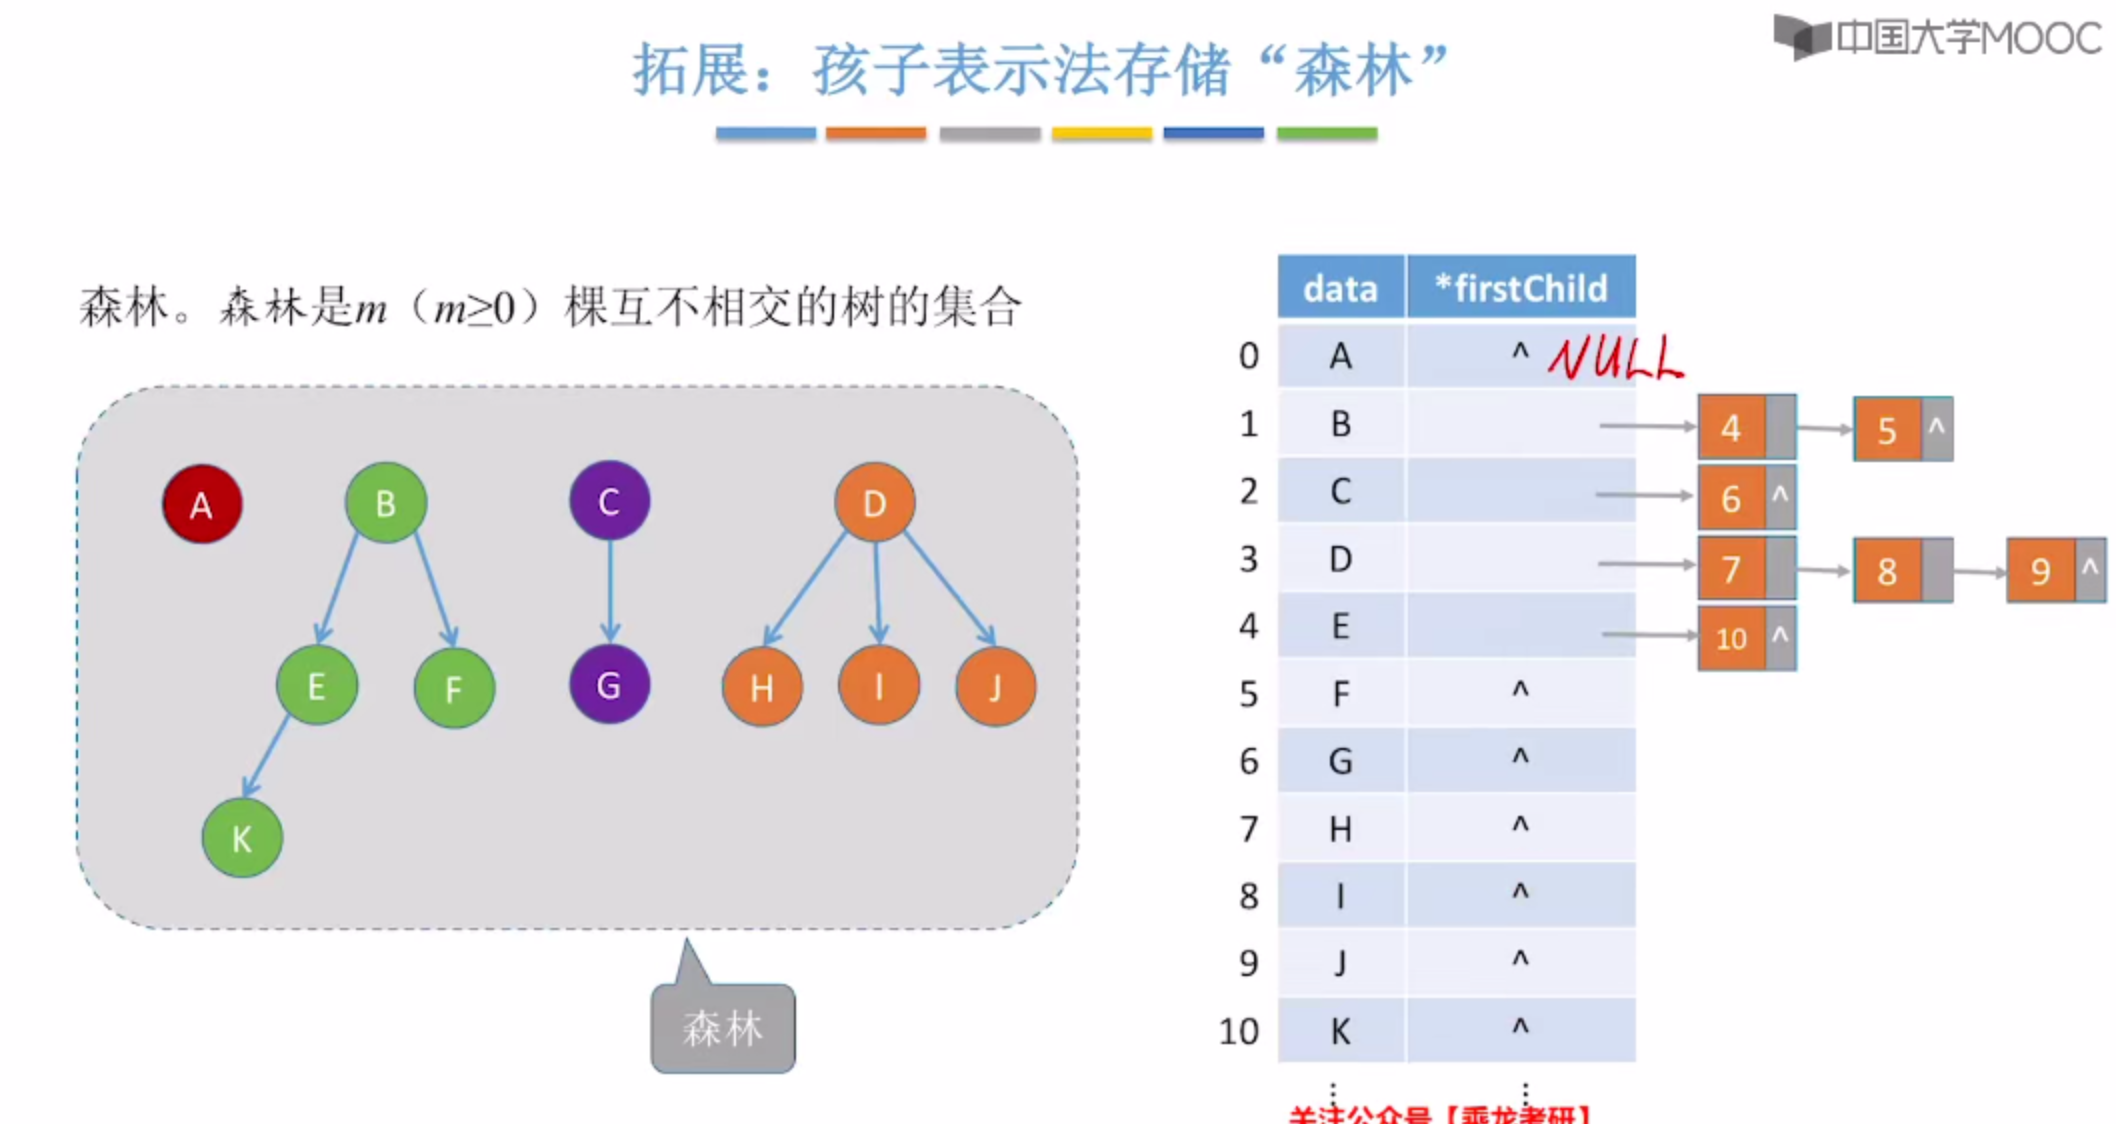 中国大学MOOC
拓展：孩子表示法存储“森林”
森林。森林是m（m≥0）棵互不相交的树的集合
A B C D
E F G H I J
K
森林
data *firstChild
0 A ^ NULL
1 B 4 5 ^
2 C 6 ^
3 D 7 8 9 ^
4 E 10 ^
5 F ^
6 G ^
7 H ^
8 I ^
9 J ^
10 K ^
⋮ ⋮
关注公众号【乘龙考研】